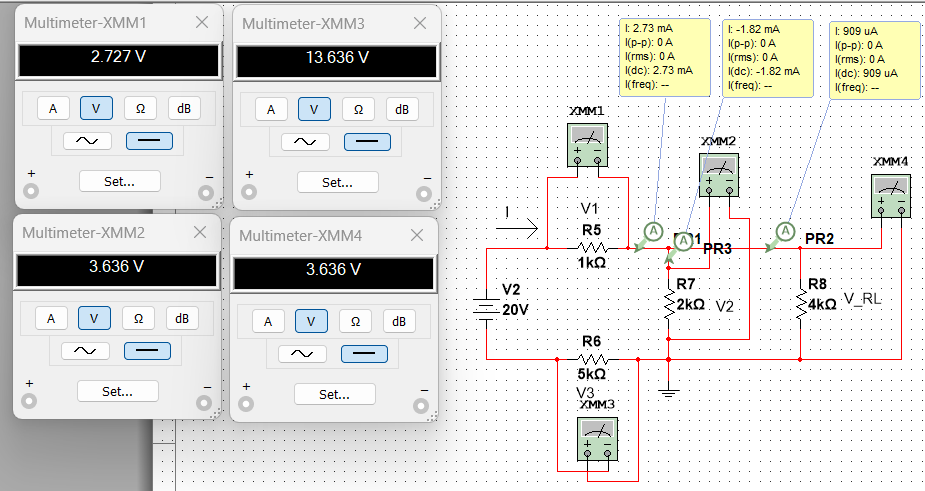 Multimeter-XMM1
2.727 V
A V Ω dB
+ −
Set...
Multimeter-XMM3
13.636 V
A V Ω dB
+ −
Set...
Multimeter-XMM2
3.636 V
A V Ω dB
+ −
Set...
Multimeter-XMM4
3.636 V
A V Ω dB
+ −
Set...
I: 2.73 mA
I(p-p): 0 A
I(rms): 0 A
I(dc): 2.73 mA
I(freq): --
I: -1.82 mA
I(p-p): 0 A
I(rms): 0 A
I(dc): -1.82 mA
I(freq): --
I: 909 uA
I(p-p): 0 A
I(rms): 0 A
I(dc): 909 uA
I(freq): --
XMM1
XMM2
XMM4
I
V1
R5
1kΩ
A
A
A
PR3
PR2
V2
20V
R7
2kΩ
V2
R8
4kΩ
V_RL
R6
5kΩ
V3
XMM3